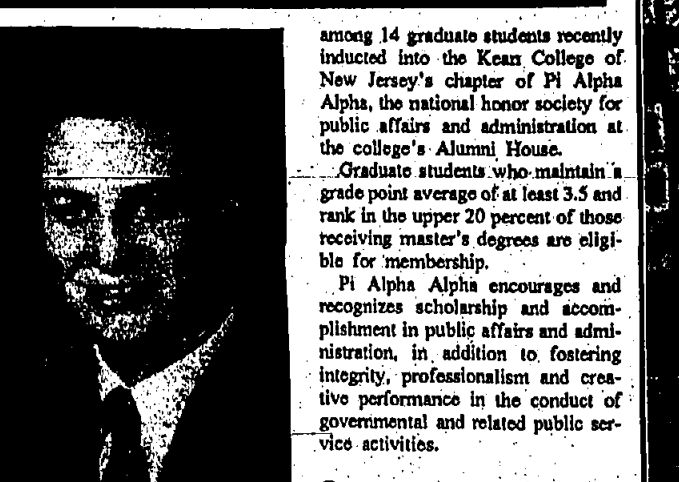 among 14 graduate students recently
inducted into the Kean College of
New Jersey's chapter of Pi Alpha
Alpha, the national honor society for
public affairs and administration at
the college's Alumni House.
Graduate students who maintain a
grade point average of at least 3.5 and
rank in the upper 20 percent of those
receiving master's degrees are eligi-
ble for membership.
Pi Alpha Alpha encourages and
recognizes scholarship and accom-
plishment in public affairs and admi-
nistration, in addition to fostering
integrity, professionalism and crea-
tive performance in the conduct of
governmental and related public ser-
vice activities.